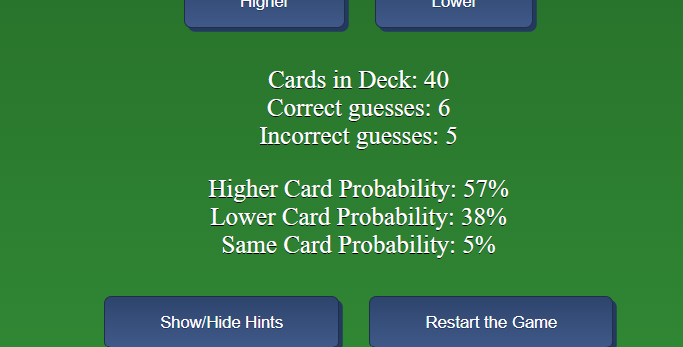 Higher
Lower
Cards in Deck: 40
Correct guesses: 6
Incorrect guesses: 5
Higher Card Probability: 57%
Lower Card Probability: 38%
Same Card Probability: 5%
Show/Hide Hints
Restart the Game